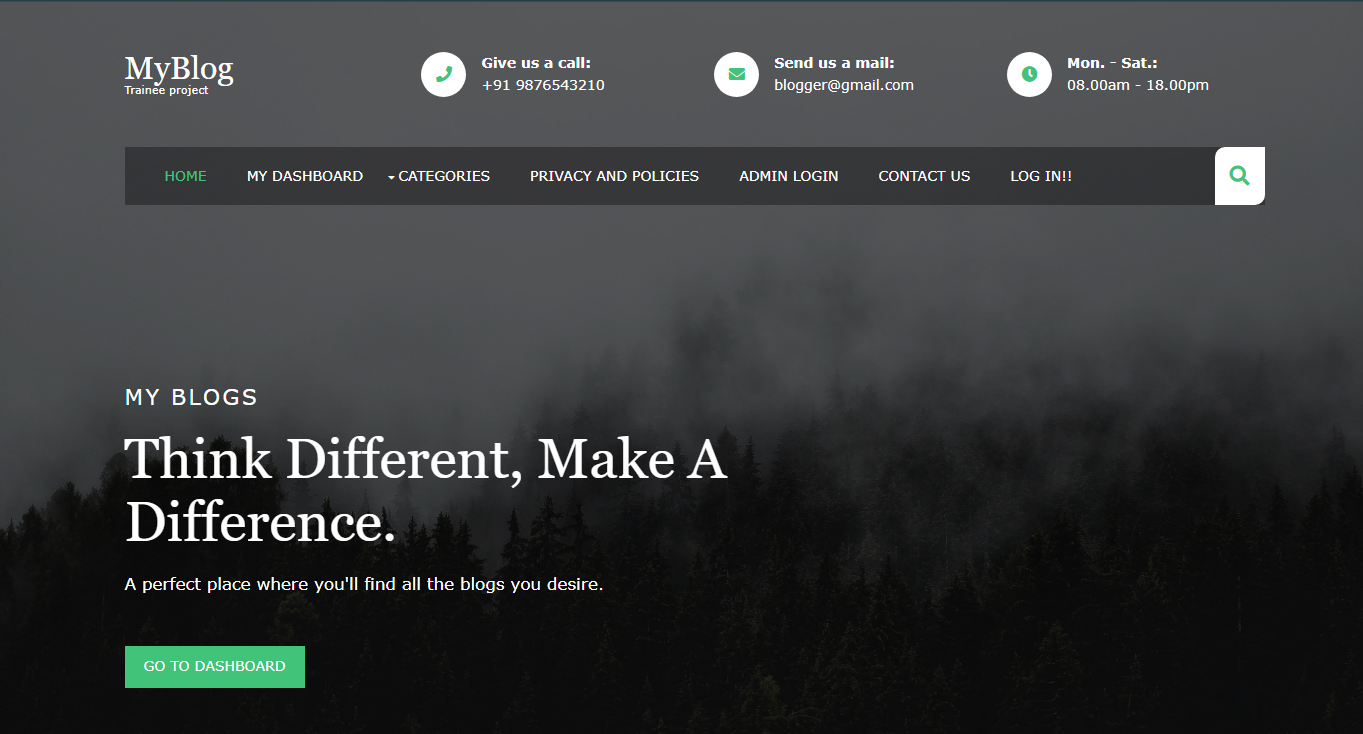 MyBlog
Trainee project
Give us a call:
+91 9876543210
Send us a mail:
blogger@gmail.com
Mon. - Sat.:
08.00am - 18.00pm
HOME MY DASHBOARD CATEGORIES PRIVACY AND POLICIES ADMIN LOGIN CONTACT US LOG IN!!
MY BLOGS
Think Different, Make A
Difference.
A perfect place where you'll find all the blogs you desire.
GO TO DASHBOARD